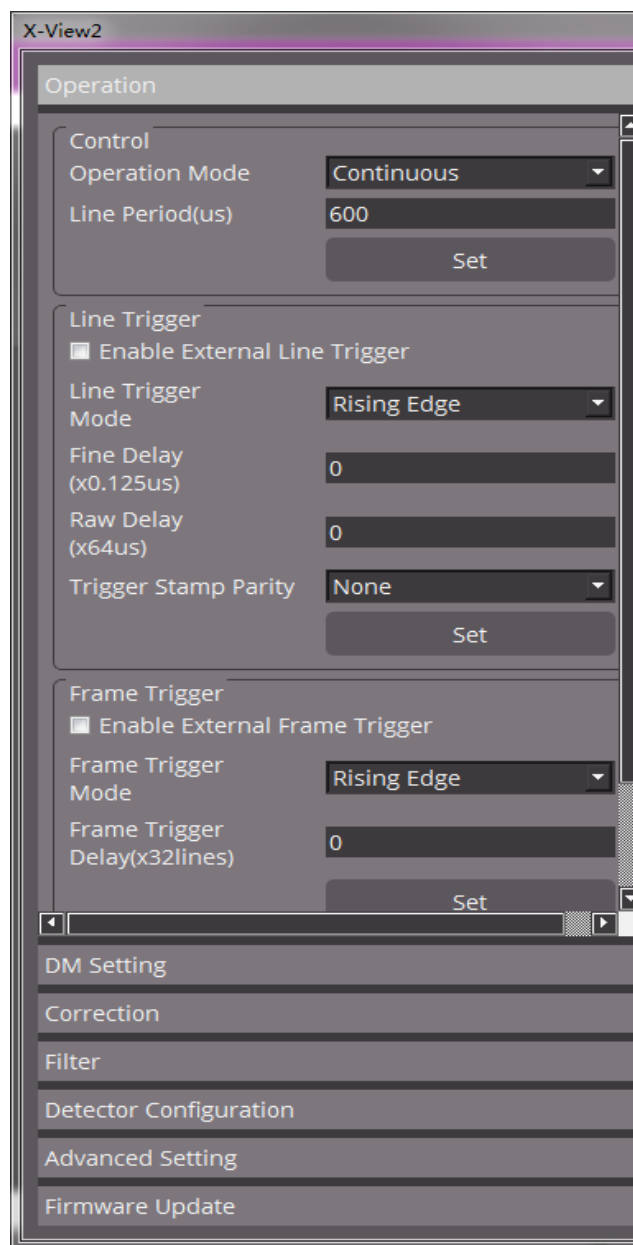 X-View2
Operation
Control
Operation Mode Continuous
Line Period(us) 600
Set
Line Trigger
Enable External Line Trigger
Line Trigger
Mode
Rising Edge
Fine Delay
(x0.125us)
0
Raw Delay
(x64us)
0
Trigger Stamp Parity None
Set
Frame Trigger
Enable External Frame Trigger
Frame Trigger
Mode
Rising Edge
Frame Trigger
Delay(x32lines)
0
Set
DM Setting
Correction
Filter
Detector Configuration
Advanced Setting
Firmware Update